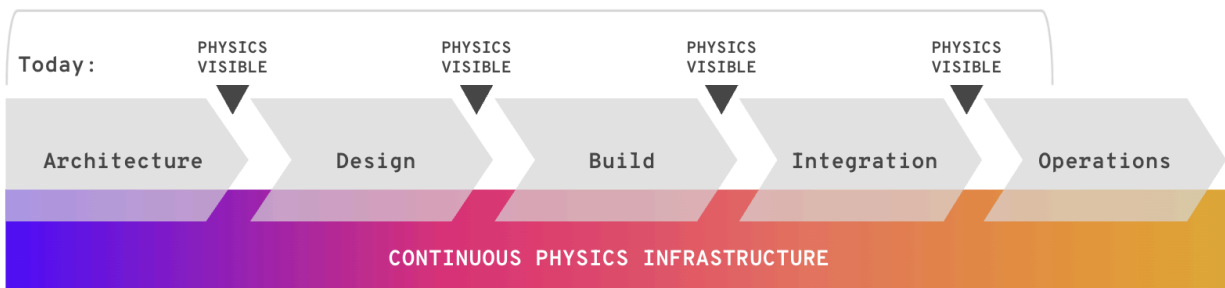 Today:
PHYSICS
VISIBLE
PHYSICS
VISIBLE
PHYSICS
VISIBLE
PHYSICS
VISIBLE
Architecture
Design
Build
Integration
Operations
CONTINUOUS PHYSICS INFRASTRUCTURE